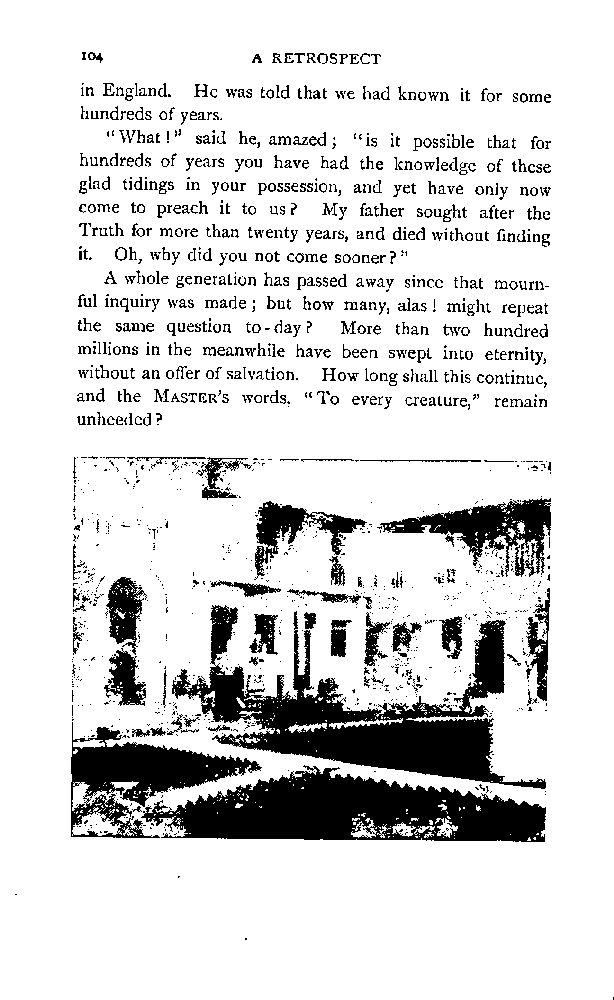 104 A RETROSPECT
in England. He was told that we had known it for some
hundreds of years.
"What!" said he, amazed; "is it possible that for
hundreds of years you have had the knowledge of these
glad tidings in your possession, and yet have only now
come to preach it to us? My father sought after the
Truth for more than twenty years, and died without finding
it. Oh, why did you not come sooner?"
A whole generation has passed away since that mourn-
ful inquiry was made; but how many, alas! might repeat
the same question to-day? More than two hundred
millions in the meanwhile have been swept into eternity,
without an offer of salvation. How long shall this continue,
and the MASTER'S words, "To every creature," remain
unheeded?